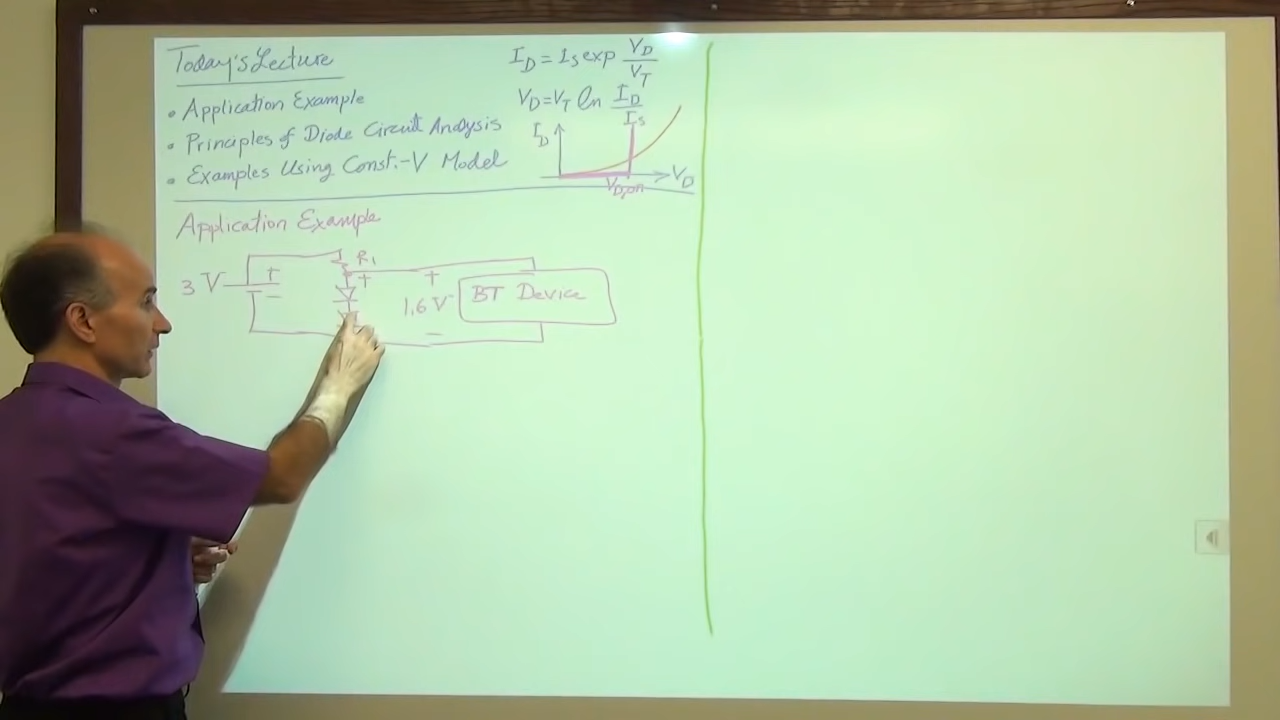 Today's Lecture
• Application Example
• Principles of Diode Circuit Analysis
• Examples Using Const.-V Model
I_D = I_S exp V_D / V_T
V_D = V_T ln I_D / I_S
I_D
V_D
V_D,on
Application Example
3 V
+
−
R_1
+
+
1.6 V
−
BT Device